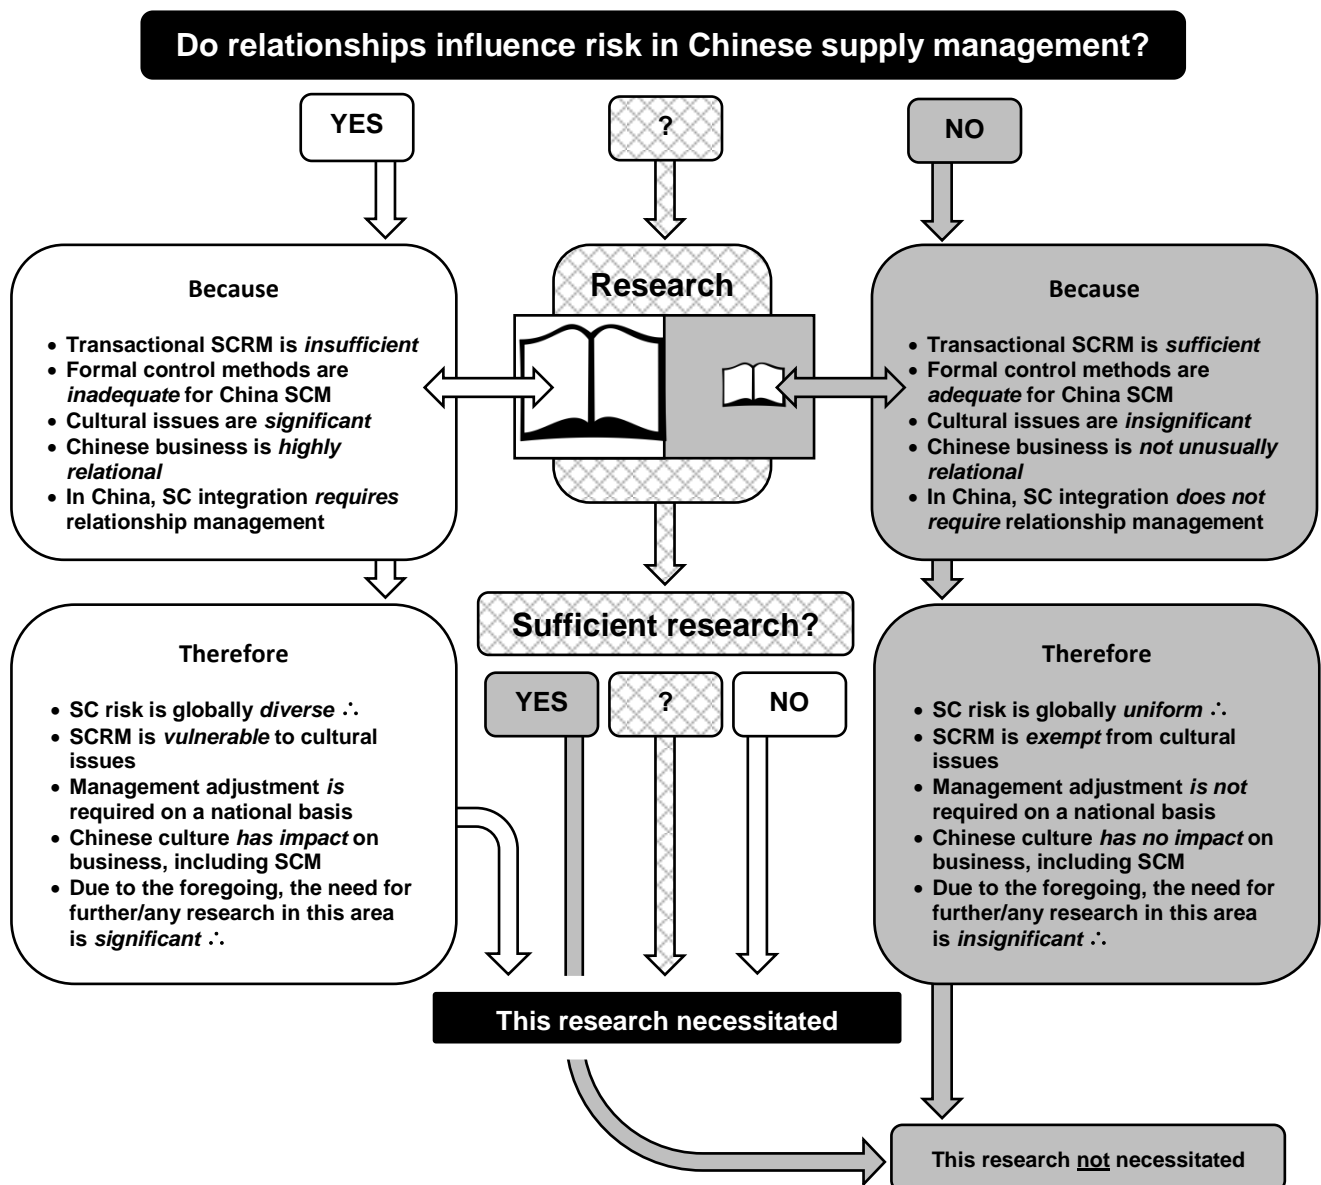 Do relationships influence risk in Chinese supply management?
YES
?
NO
Because
• Transactional SCRM is insufficient
• Formal control methods are
inadequate for China SCM
• Cultural issues are significant
• Chinese business is highly
relational
• In China, SC integration requires
relationship management
Research
Because
• Transactional SCRM is sufficient
• Formal control methods are
adequate for China SCM
• Cultural issues are insignificant
• Chinese business is not unusually
relational
• In China, SC integration does not
require relationship management
Therefore
• SC risk is globally diverse ∴
• SCRM is vulnerable to cultural
issues
• Management adjustment is
required on a national basis
• Chinese culture has impact on
business, including SCM
• Due to the foregoing, the need for
further/any research in this area
is significant ∴
Sufficient research?
YES
?
NO
Therefore
• SC risk is globally uniform ∴
• SCRM is exempt from cultural
issues
• Management adjustment is not
required on a national basis
• Chinese culture has no impact on
business, including SCM
• Due to the foregoing, the need for
further/any research in this area
is insignificant ∴
This research necessitated
This research not necessitated